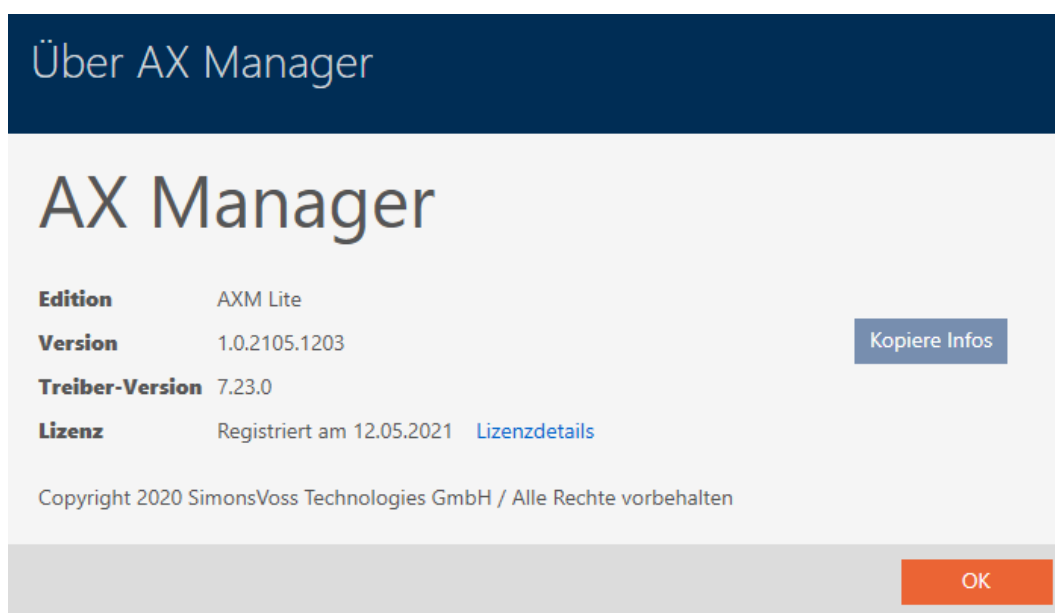 Über AX Manager
AX Manager
Edition AXM Lite
Version 1.0.2105.1203
Kopiere Infos
Treiber-Version 7.23.0
Lizenz Registriert am 12.05.2021 Lizenzdetails
Copyright 2020 SimonsVoss Technologies GmbH / Alle Rechte vorbehalten
OK